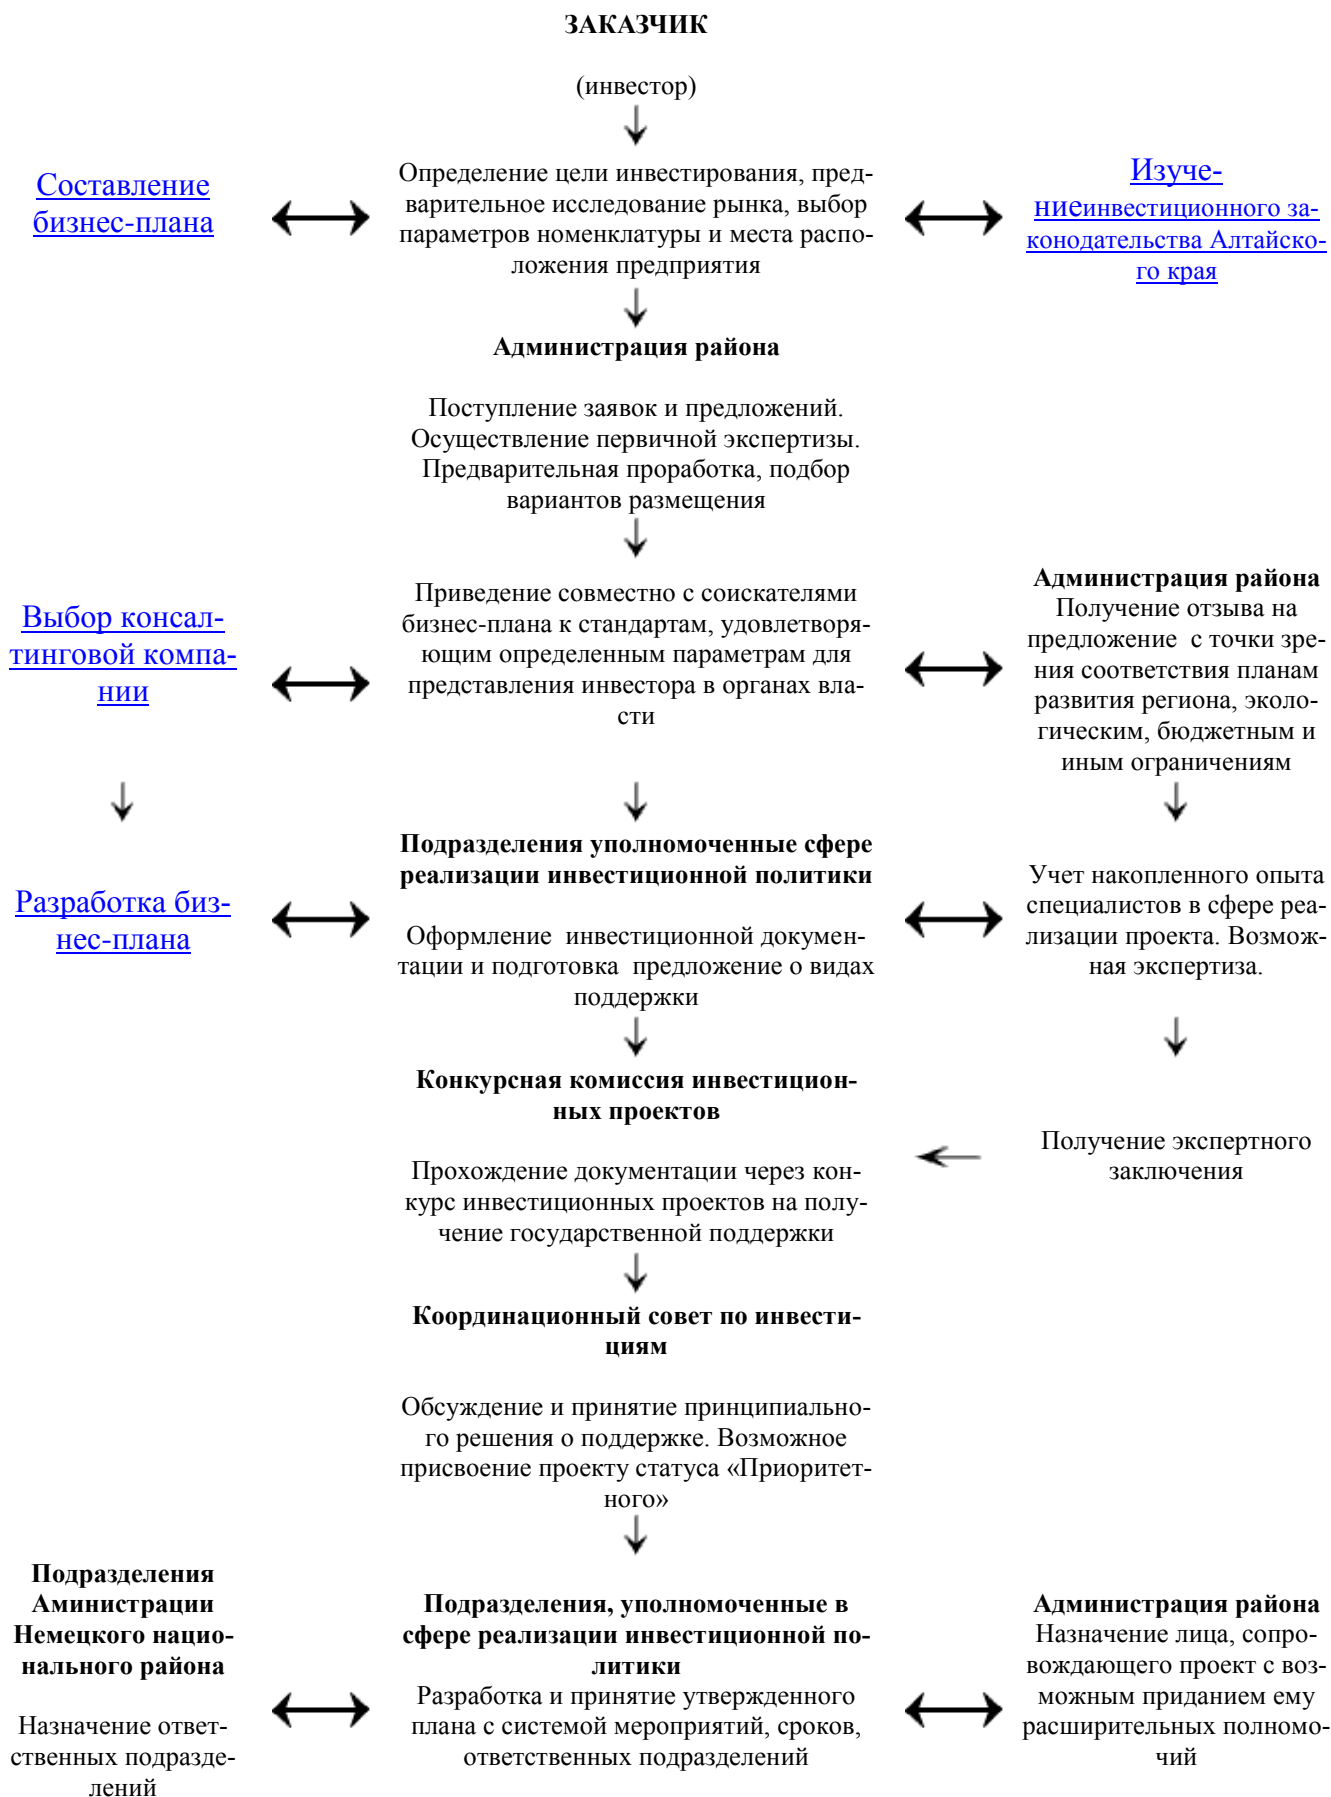 ЗАКАЗЧИК
(инвестор)
Составление
бизнес-плана
Определение цели инвестирования, пред-
варительное исследование рынка, выбор
параметров номенклатуры и места распо-
ложения предприятия
Изуче-
ниеинвестиционного за-
конодательства Алтайско-
го края
Администрация района
Поступление заявок и предложений.
Осуществление первичной экспертизы.
Предварительная проработка, подбор
вариантов размещения
Выбор консал-
тинговой компа-
нии
Приведение совместно с соискателями
бизнес-плана к стандартам, удовлетворя-
ющим определенным параметрам для
представления инвестора в органах вла-
сти
Администрация района
Получение отзыва на
предложение  с точки зре-
ния соответствия планам
развития региона, эколо-
гическим, бюджетным и
иным ограничениям
Разработка биз-
нес-плана
Подразделения уполномоченные сфере
реализации инвестиционной политики
Оформление  инвестиционной докумен-
тации и подготовка  предложение о видах
поддержки
Учет накопленного опыта
специалистов в сфере реа-
лизации проекта. Возмож-
ная экспертиза.
Конкурсная комиссия инвестицион-
ных проектов
Прохождение документации через кон-
курс инвестиционных проектов на полу-
чение государственной поддержки
Получение экспертного
заключения
Координационный совет по инвести-
циям
Обсуждение и принятие принципиально-
го решения о поддержке. Возможное
присвоение проекту статуса «Приоритет-
ного»
Подразделения
Аминистрации
Немецкого нацио-
нального района
Назначение ответ-
ственных подразде-
лений
Подразделения, уполномоченные в
сфере реализации инвестиционной по-
литики
Разработка и принятие утвержденного
плана с системой мероприятий, сроков,
ответственных подразделений
Администрация района
Назначение лица, сопро-
вождающего проект с воз-
можным приданием ему
расширительных полномо-
чий